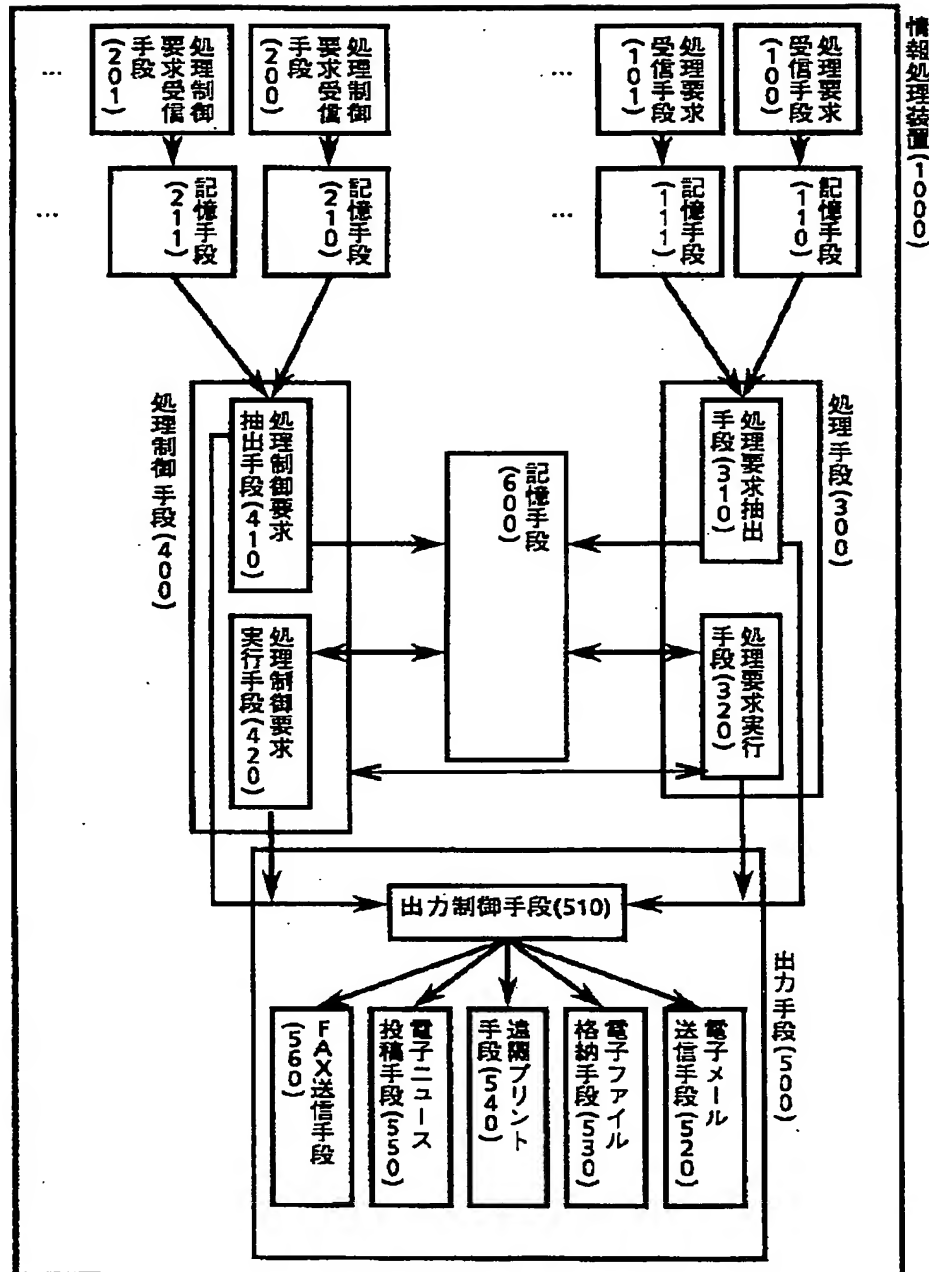 情報処理装置(1000)
処理要求
受信手段
(100)
処理要求
受信手段
(101)
…
処理制御
要求受信
手段
(200)
処理制御
要求受信
手段
(201)
…
記憶手段
(110)
記憶手段
(111)
…
記憶手段
(210)
記憶手段
(211)
…
処理手段(300)
処理要求抽出
手段(310)
処理要求実行
手段(320)
記憶手段
(600)
処理制御手段(400)
処理制御要求
抽出手段(410)
処理制御要求
実行手段(420)
出力手段(500)
出力制御手段(510)
電子メール
送信手段(520)
電子ファイル
格納手段(530)
遠隔プリント
手段(540)
電子ニュース
投稿手段(550)
FAX送信手段
(560)